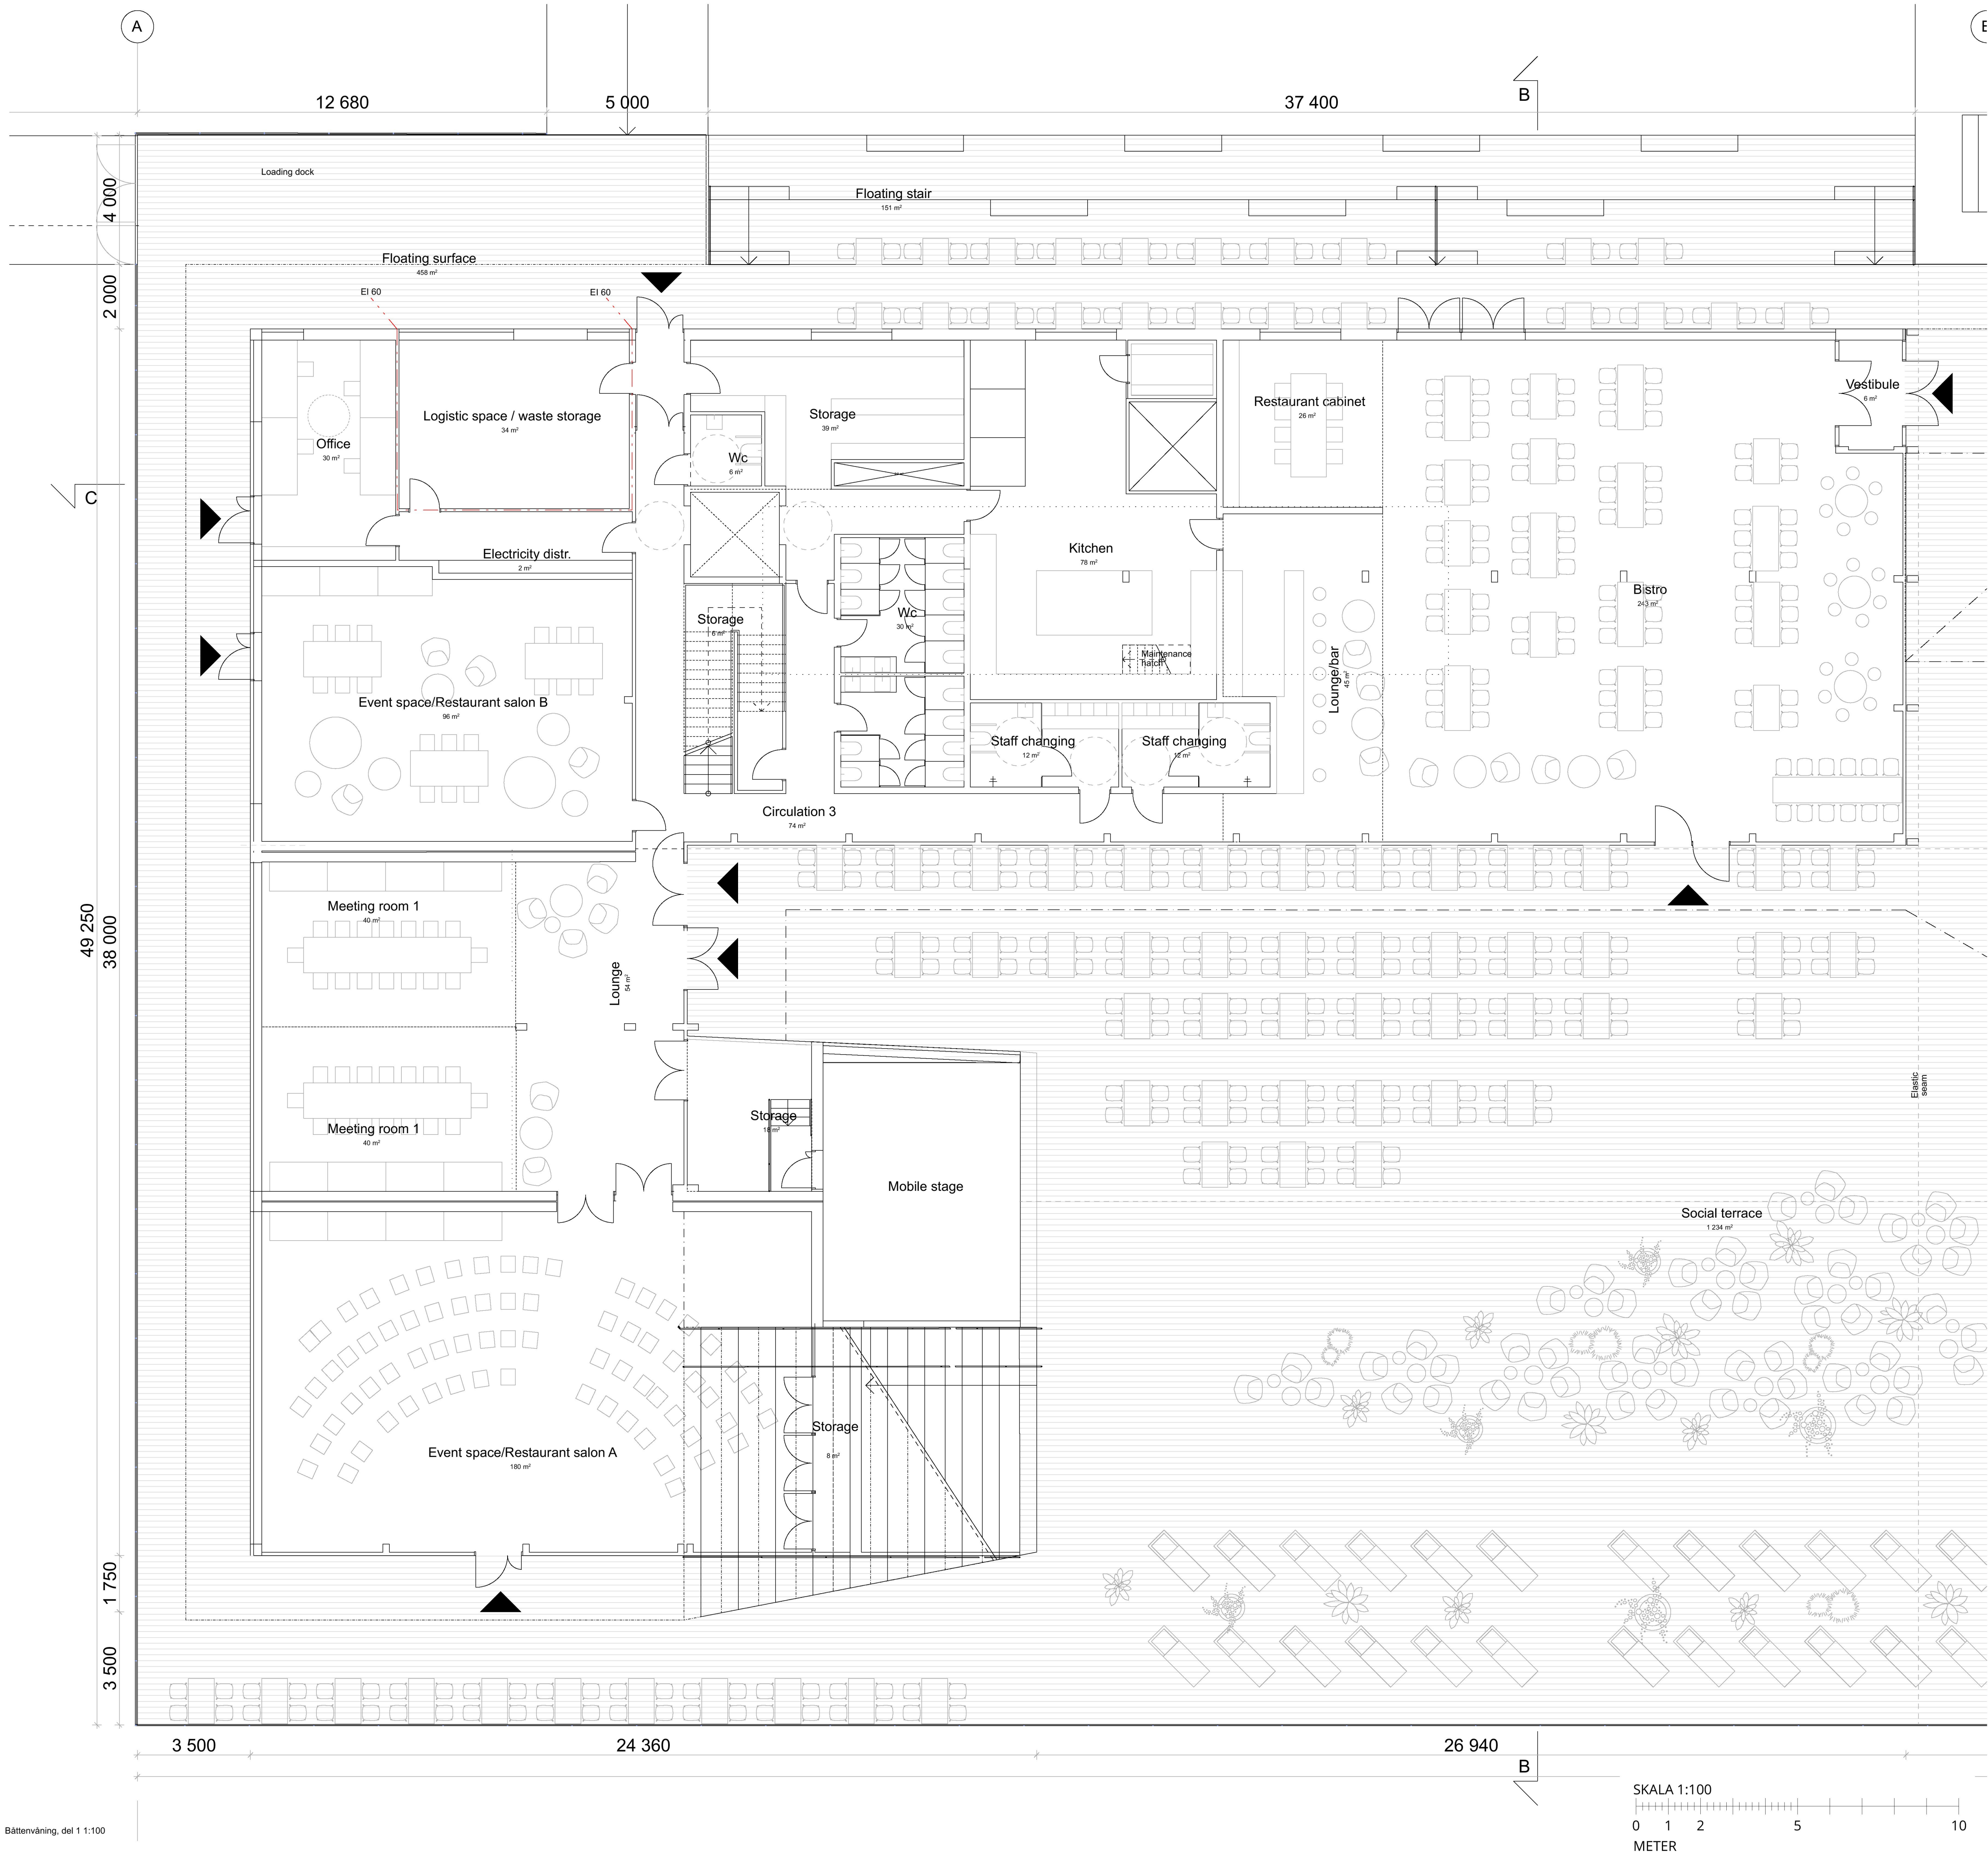 A
E
12 680
5 000
37 400
B
Loading dock
4 000
Floating stair
151 m²
Floating surface
458 m²
2 000
EI 60
EI 60
Vestibule
6 m²
Restaurant cabinet
26 m²
Logistic space / waste storage
34 m²
Storage
39 m²
Office
30 m²
Wc
6 m²
C
Electricity distr.
2 m²
Kitchen
78 m²
Bistro
243 m²
Storage
6 m²
Wc
30 m²
Maintenance
hatch
Lounge/bar
45 m²
Event space/Restaurant salon B
96 m²
Staff changing
12 m²
Staff changing
12 m²
Circulation 3
74 m²
Meeting room 1
40 m²
49 250
38 000
Lounge
54 m²
Elastic
seam
Storage
18 m²
Meeting room 1
40 m²
Mobile stage
Social terrace
1 234 m²
Storage
8 m²
Event space/Restaurant salon A
180 m²
1 750
3 500
3 500
24 360
26 940
B
SKALA 1:100
0 1 2 5 10
METER
Båttenvåning, del 1 1:100